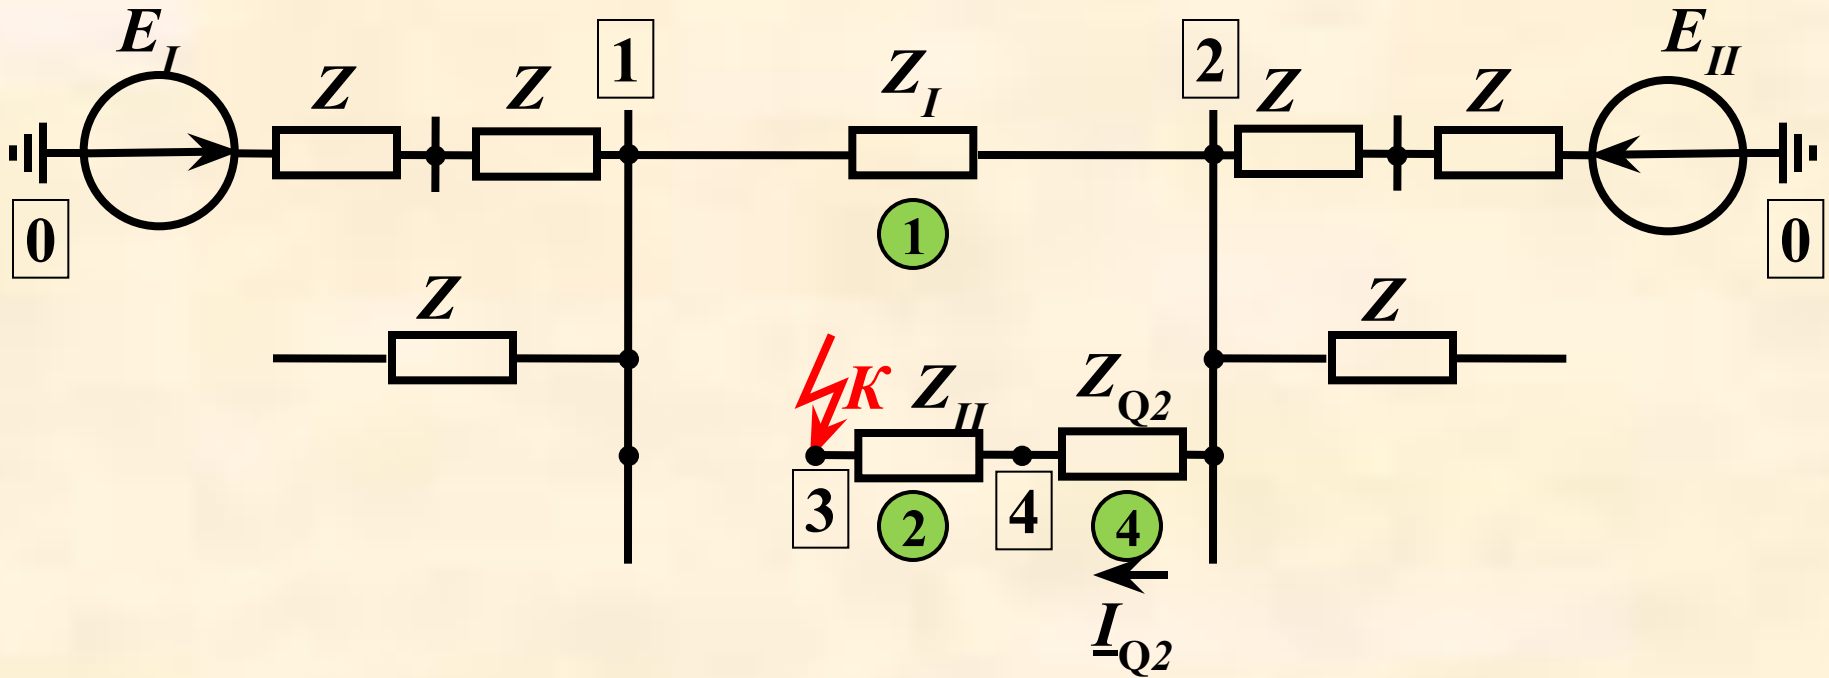 E_I Z Z 1 Z_I 2 Z Z E_II
0 1 0
Z Z
К Z_II Z_Q2
3 2 4 4
I_Q2